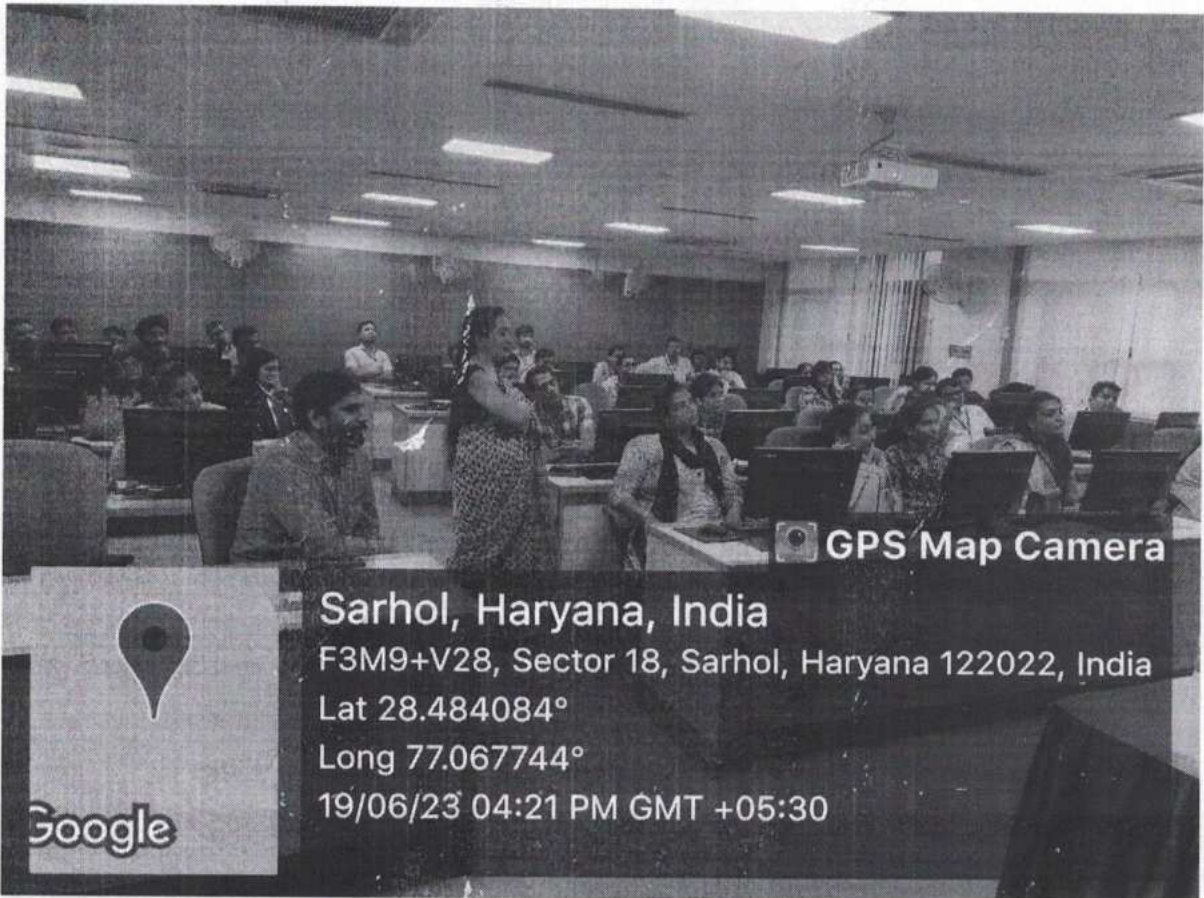 GPS Map Camera
Sarhol, Haryana, India
F3M9+V28, Sector 18, Sarhol, Haryana 122022, India
Lat 28.484084°
Long 77.067744°
19/06/23 04:21 PM GMT +05:30
Google